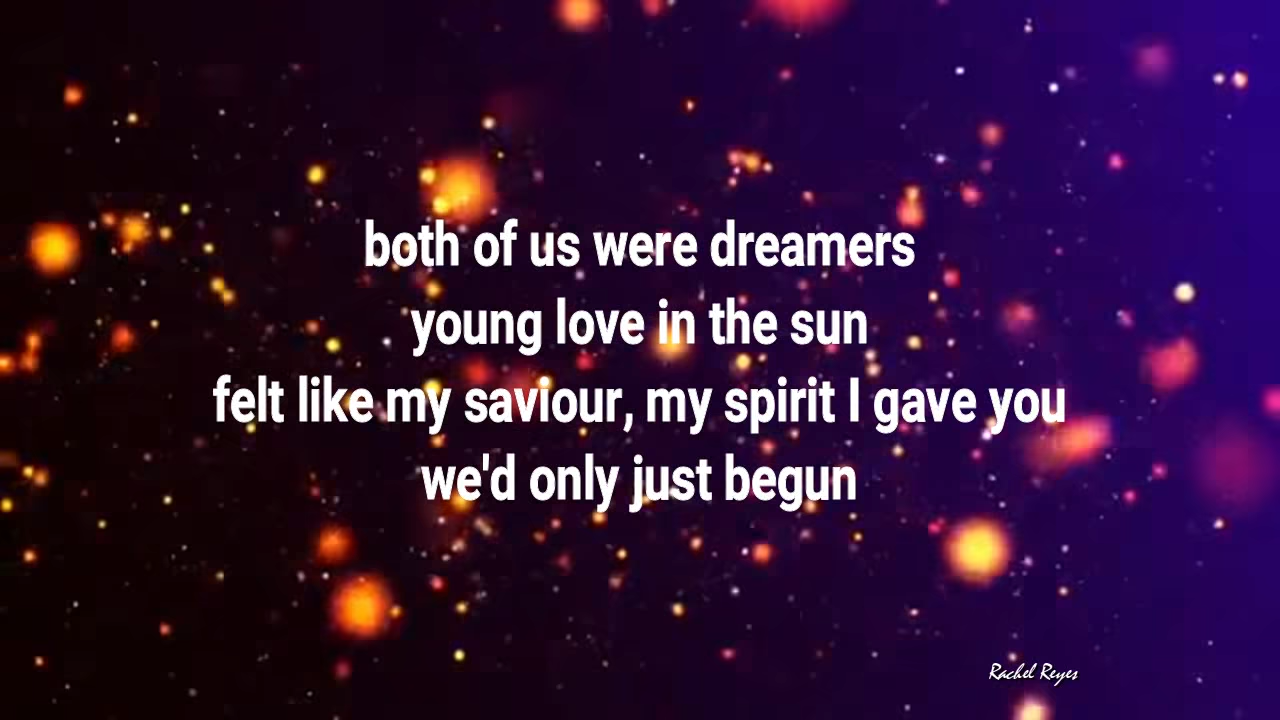 both of us were dreamers
young love in the sun
felt like my saviour, my spirit I gave you
we'd only just begun
Rachel Reyes